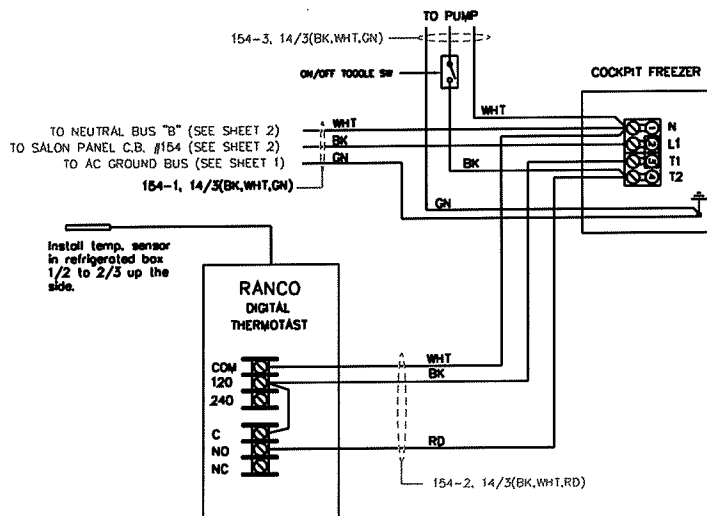 TO PUMP
154-3, 14/3(BK,WHT,GN)
ON/OFF TOGGLE SW
COCKPIT FREEZER
WHT
WHT
TO NEUTRAL BUS "B" (SEE SHEET 2)
1 N
BK
TO SALON PANEL C.B. #154 (SEE SHEET 2)
2 L1
GN
TO AC GROUND BUS (SEE SHEET 1)
BK
3 T1
4 T2
154-1, 14/3(BK,WHT,GN)
GN
Install temp. sensor
in refrigerated box
1/2 to 2/3 up the
side.
RANCO
DIGITAL
THERMOTAST
WHT
COM
BK
120
240
C
RD
NO
NC
154-2, 14/3(BK,WHT,RD)